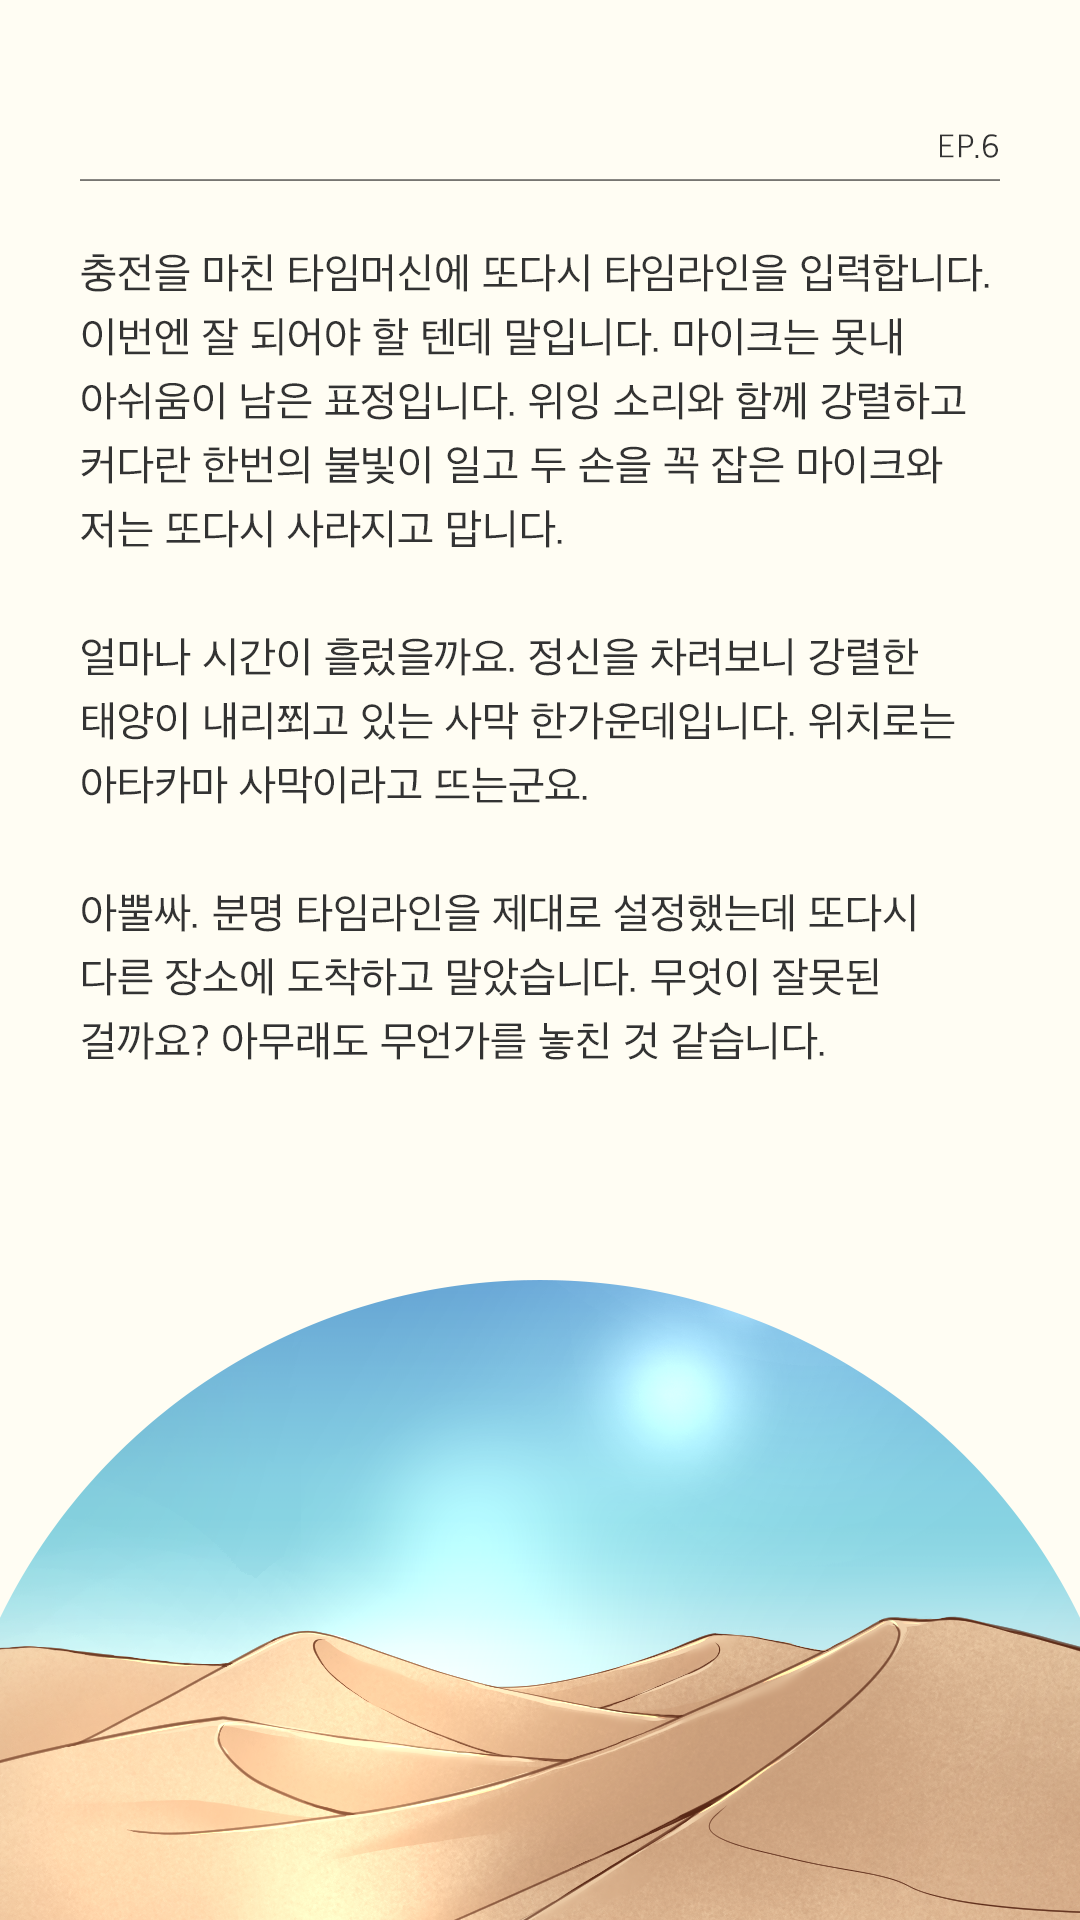 EP.6
충전을 마친 타임머신에 또다시 타임라인을 입력합니다.
이번엔 잘 되어야 할 텐데 말입니다. 마이크는 못내
아쉬움이 남은 표정입니다. 위잉 소리와 함께 강렬하고
커다란 한번의 불빛이 일고 두 손을 꼭 잡은 마이크와
저는 또다시 사라지고 맙니다.
얼마나 시간이 흘렀을까요. 정신을 차려보니 강렬한
태양이 내리쬐고 있는 사막 한가운데입니다. 위치로는
아타카마 사막이라고 뜨는군요.
아뿔싸. 분명 타임라인을 제대로 설정했는데 또다시
다른 장소에 도착하고 말았습니다. 무엇이 잘못된
걸까요? 아무래도 무언가를 놓친 것 같습니다.